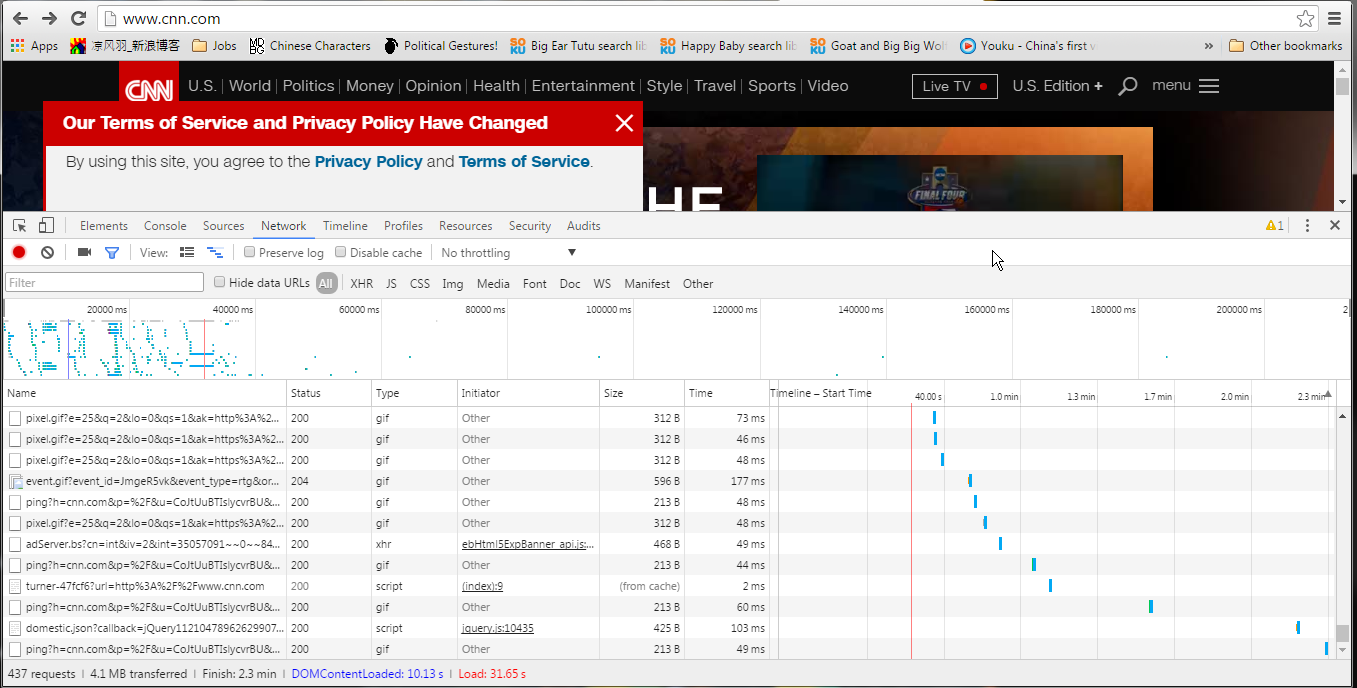 www.cnn.com
Apps 凉风羽_新浪博客 Jobs MDBG Chinese Characters Political Gestures! SOKU Big Ear Tutu search lib SOKU Happy Baby search lib SOKU Goat and Big Big Wolf Youku - China's first v » Other bookmarks
CNN U.S. World Politics Money Opinion Health Entertainment Style Travel Sports Video Live TV U.S. Edition + menu
Our Terms of Service and Privacy Policy Have Changed
By using this site, you agree to the Privacy Policy and Terms of Service.
FINAL FOUR
Elements Console Sources Network Timeline Profiles Resources Security Audits 1
View: Preserve log Disable cache No throttling
Filter Hide data URLs All XHR JS CSS Img Media Font Doc WS Manifest Other
20000 ms 40000 ms 60000 ms 80000 ms 100000 ms 120000 ms 140000 ms 160000 ms 180000 ms 200000 ms 2
Name Status Type Initiator Size Time Timeline – Start Time 40.00 s 1.0 min 1.3 min 1.7 min 2.0 min 2.3 min
pixel.gif?e=25&q=2&lo=0&qs=1&ak=http%3A%2... 200 gif Other 312 B 73 ms
pixel.gif?e=25&q=2&lo=0&qs=1&ak=https%3A%2... 200 gif Other 312 B 46 ms
pixel.gif?e=25&q=2&lo=0&qs=1&ak=https%3A%2... 200 gif Other 312 B 48 ms
event.gif?event_id=JmgeR5vk&event_type=rtg&or... 204 gif Other 596 B 177 ms
ping?h=cnn.com&p=%2F&u=CoJtUuBTIslycvrBU&... 200 gif Other 213 B 48 ms
pixel.gif?e=25&q=2&lo=0&qs=1&ak=https%3A%2... 200 gif Other 312 B 48 ms
adServer.bs?cn=int&iv=2&int=35057091~~0~~84... 200 xhr ebHtml5ExpBanner_api.js:... 468 B 49 ms
ping?h=cnn.com&p=%2F&u=CoJtUuBTIslycvrBU&... 200 gif Other 213 B 44 ms
turner-47fcf6?url=http%3A%2F%2Fwww.cnn.com 200 script (index):9 (from cache) 2 ms
ping?h=cnn.com&p=%2F&u=CoJtUuBTIslycvrBU&... 200 gif Other 213 B 60 ms
domestic.json?callback=jQuery11210478962629907... 200 script jquery.js:10435 425 B 103 ms
ping?h=cnn.com&p=%2F&u=CoJtUuBTIslycvrBU&... 200 gif Other 213 B 49 ms
437 requests | 4.1 MB transferred | Finish: 2.3 min | DOMContentLoaded: 10.13 s | Load: 31.65 s